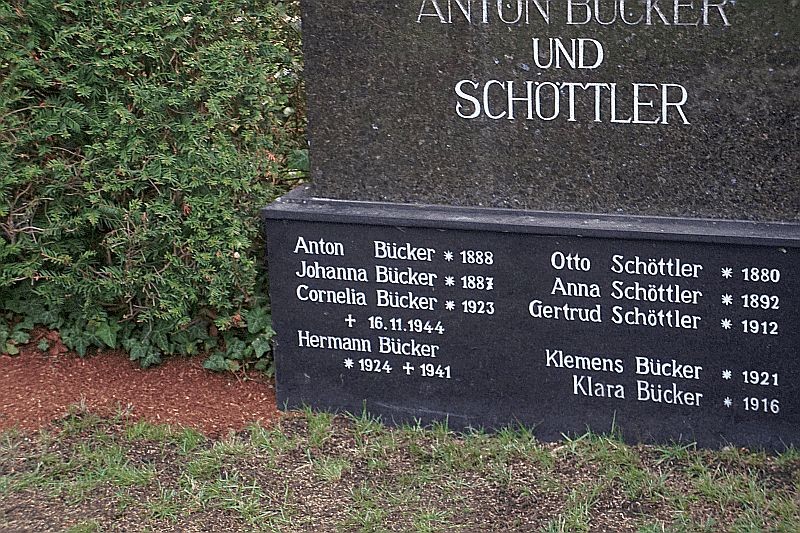 ANTON BÜCKER
UND
SCHÖTTLER
Anton Bücker * 1888
Johanna Bücker * 1887
Cornelia Bücker * 1923
+ 16.11.1944
Hermann Bücker
* 1924 + 1941
Otto Schöttler * 1880
Anna Schöttler * 1892
Gertrud Schöttler * 1912
Klemens Bücker * 1921
Klara Bücker * 1916